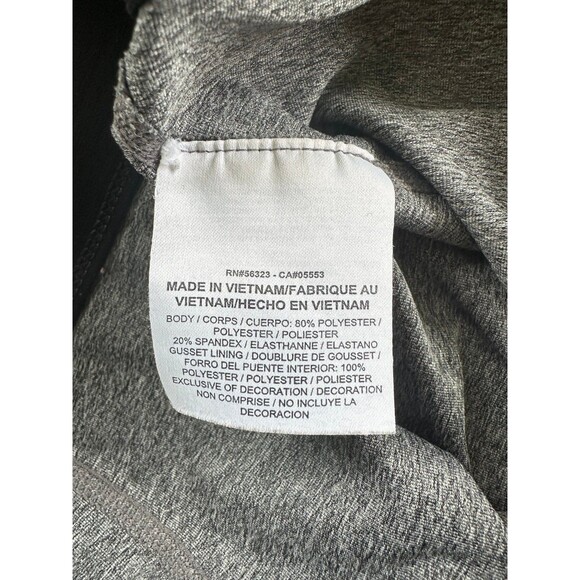 RN#56323 - CA#05553
MADE IN VIETNAM/FABRIQUE AU
VIETNAM/HECHO EN VIETNAM
BODY / CORPS / CUERPO: 80% POLYESTER /
POLYESTER / POLIESTER
20% SPANDEX / ELASTHANNE / ELASTANO
GUSSET LINING / DOUBLURE DE GOUSSET /
FORRO DEL PUENTE INTERIOR: 100%
POLYESTER / POLYESTER / POLIESTER
EXCLUSIVE OF DECORATION / DECORATION
NON COMPRISE / NO INCLUYE LA
DECORACION